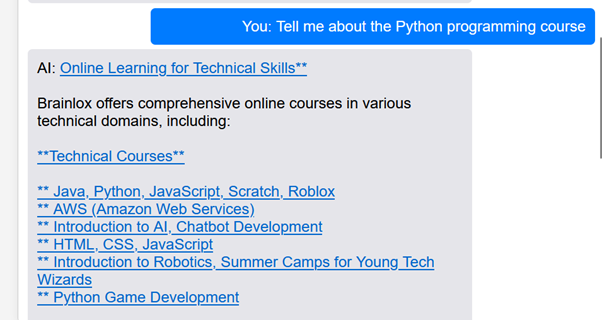 You: Tell me about the Python programming course
AI: Online Learning for Technical Skills**
Brainlox offers comprehensive online courses in various
technical domains, including:
**Technical Courses**
** Java, Python, JavaScript, Scratch, Roblox
** AWS (Amazon Web Services)
** Introduction to AI, Chatbot Development
** HTML, CSS, JavaScript
** Introduction to Robotics, Summer Camps for Young Tech
Wizards
** Python Game Development